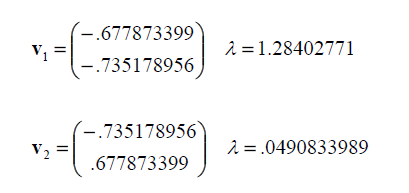 v₁ = (−.677873399
−.735178956) λ = 1.28402771
v₂ = (−.735178956
.677873399) λ = .0490833989